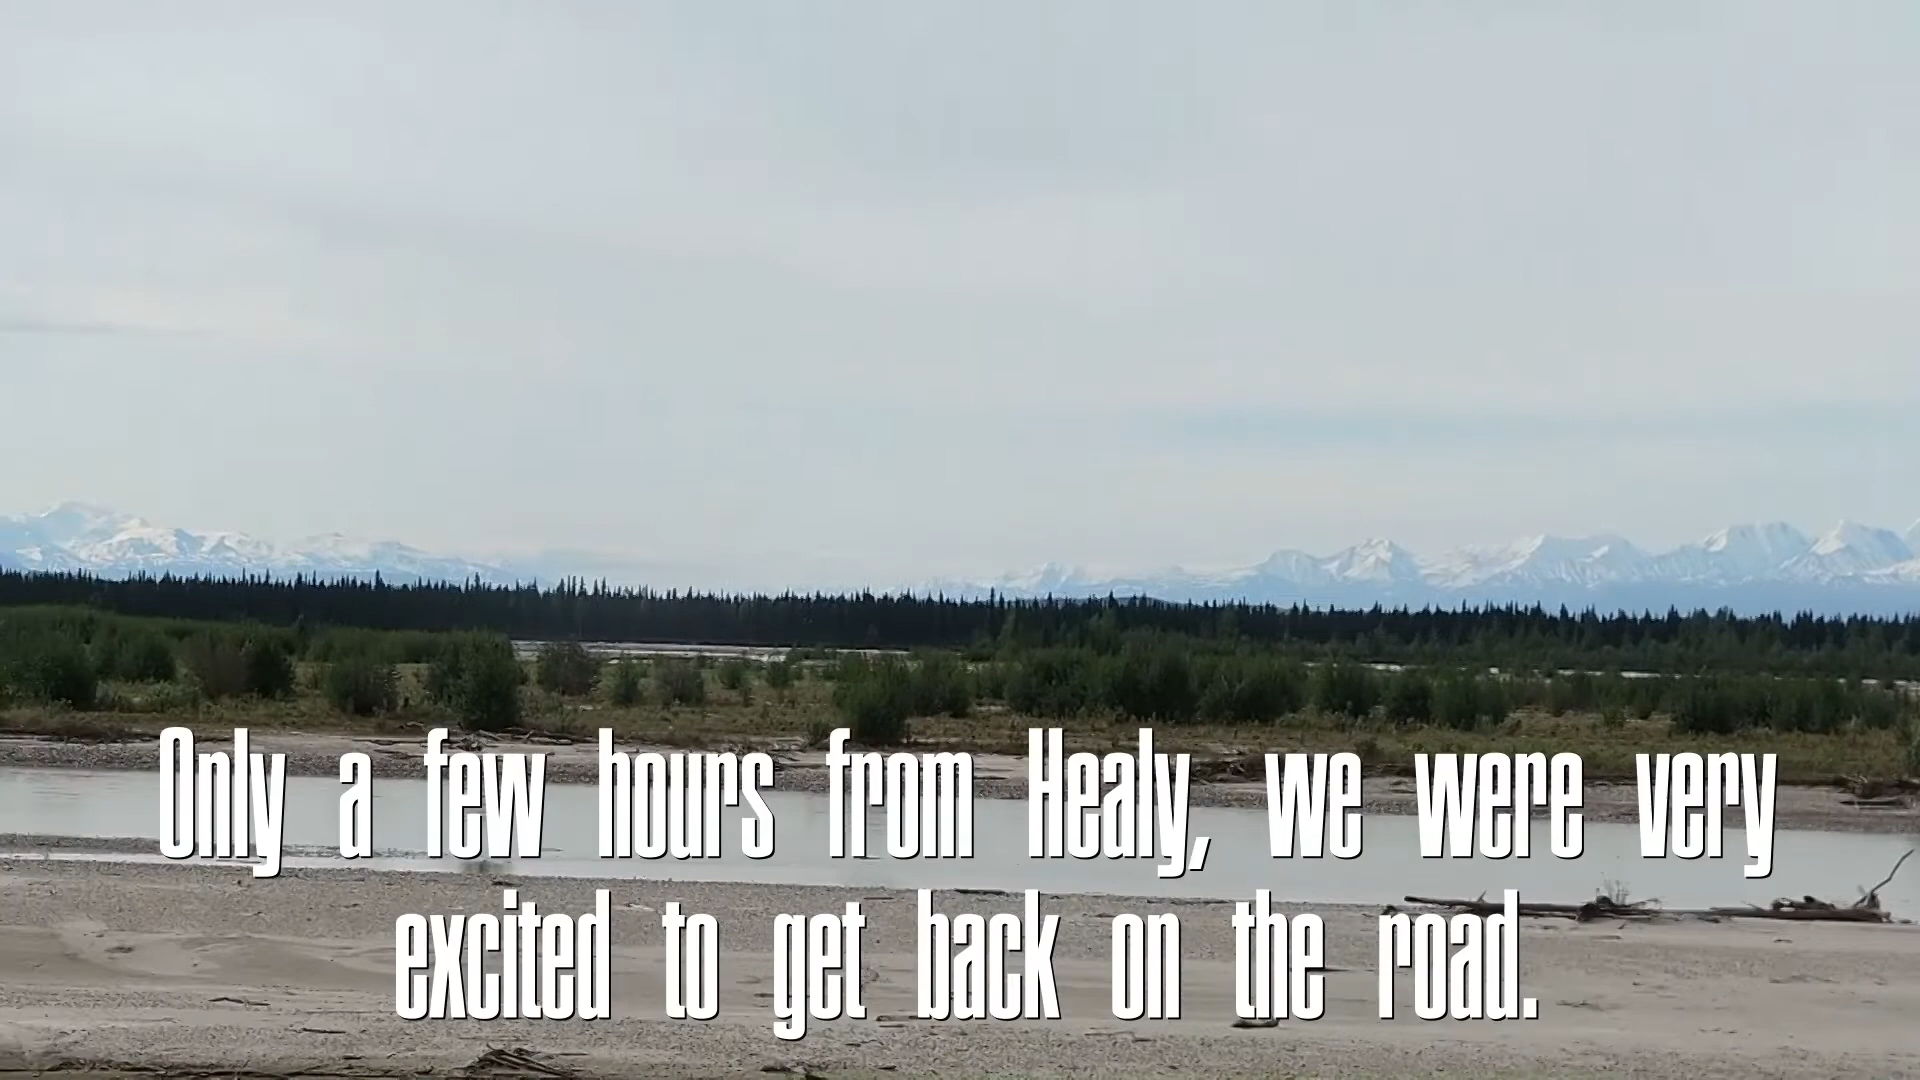 Only a few hours from Healy, we were very
excited to get back on the road.